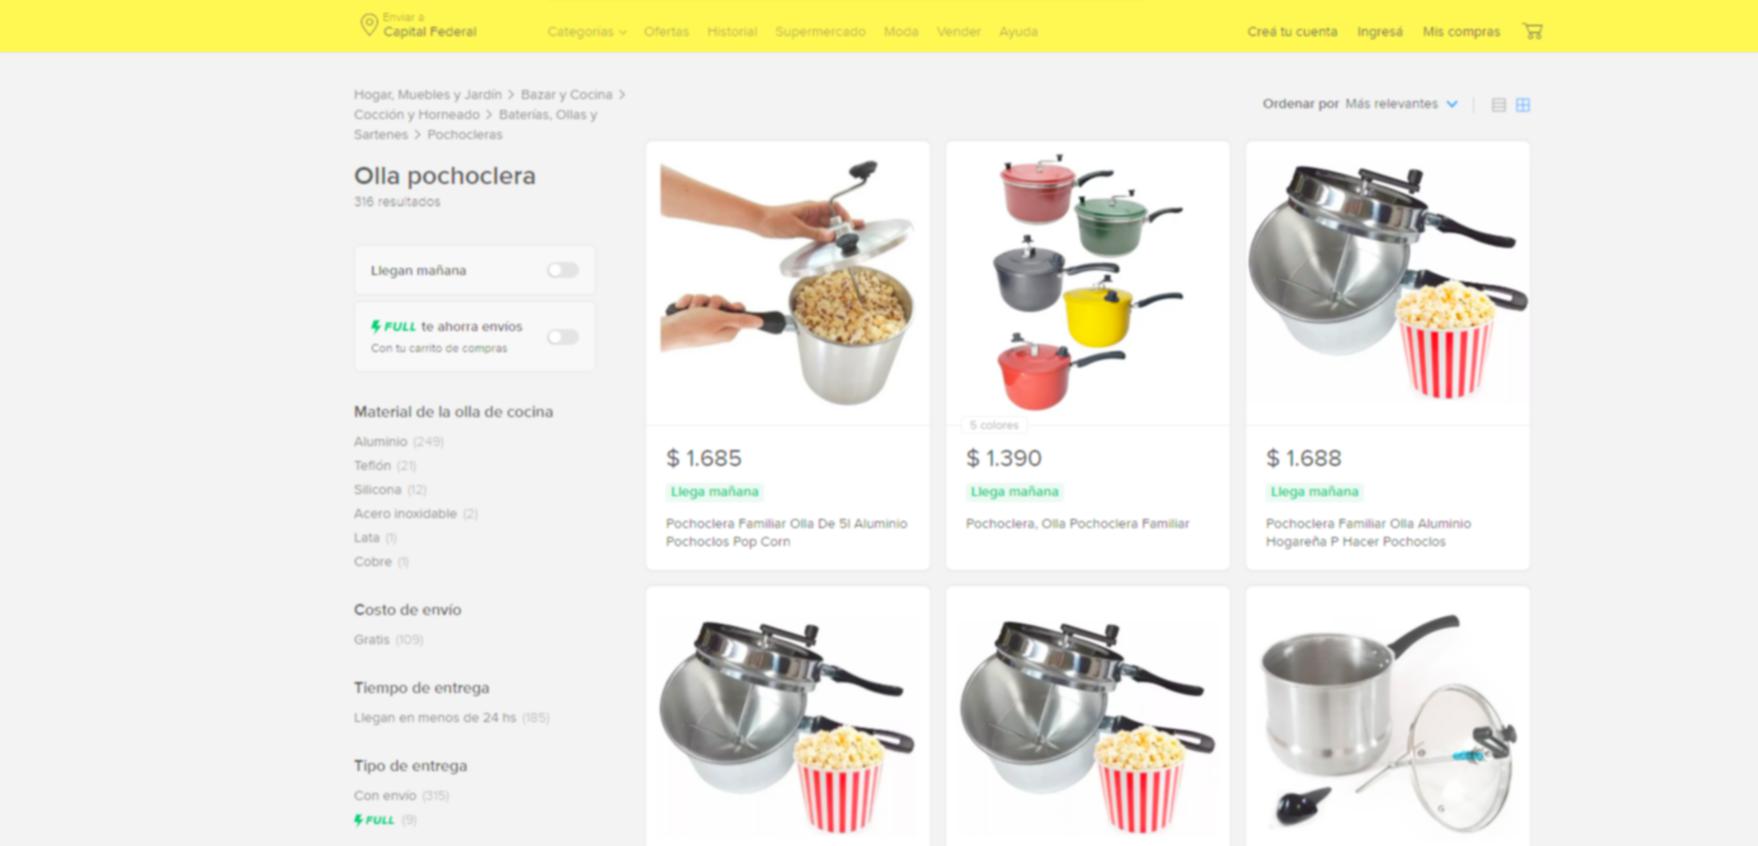 Enviar a
Capital Federal
Categorías
Ofertas
Historial
Supermercado
Moda
Vender
Ayuda
Creá tu cuenta
Ingresá
Mis compras
Hogar, Muebles y Jardín > Bazar y Cocina >
Cocción y Horneado > Baterías, Ollas y
Sartenes > Pochocleras
Ordenar por Más relevantes
Olla pochoclera
316 resultados
Llegan mañana
FULL te ahorra envíos
Con tu carrito de compras
Material de la olla de cocina
Aluminio (249)
Teflón (21)
Silicona (12)
Acero inoxidable (2)
Lata (1)
Cobre (1)
Costo de envío
Gratis (109)
Tiempo de entrega
Llegan en menos de 24 hs (185)
Tipo de entrega
Con envío (315)
FULL (9)
$ 1.685
Llega mañana
Pochoclera Familiar Olla De 5l Aluminio
Pochoclos Pop Corn
5 colores
$ 1.390
Llega mañana
Pochoclera, Olla Pochoclera Familiar
$ 1.688
Llega mañana
Pochoclera Familiar Olla Aluminio
Hogareña P Hacer Pochoclos